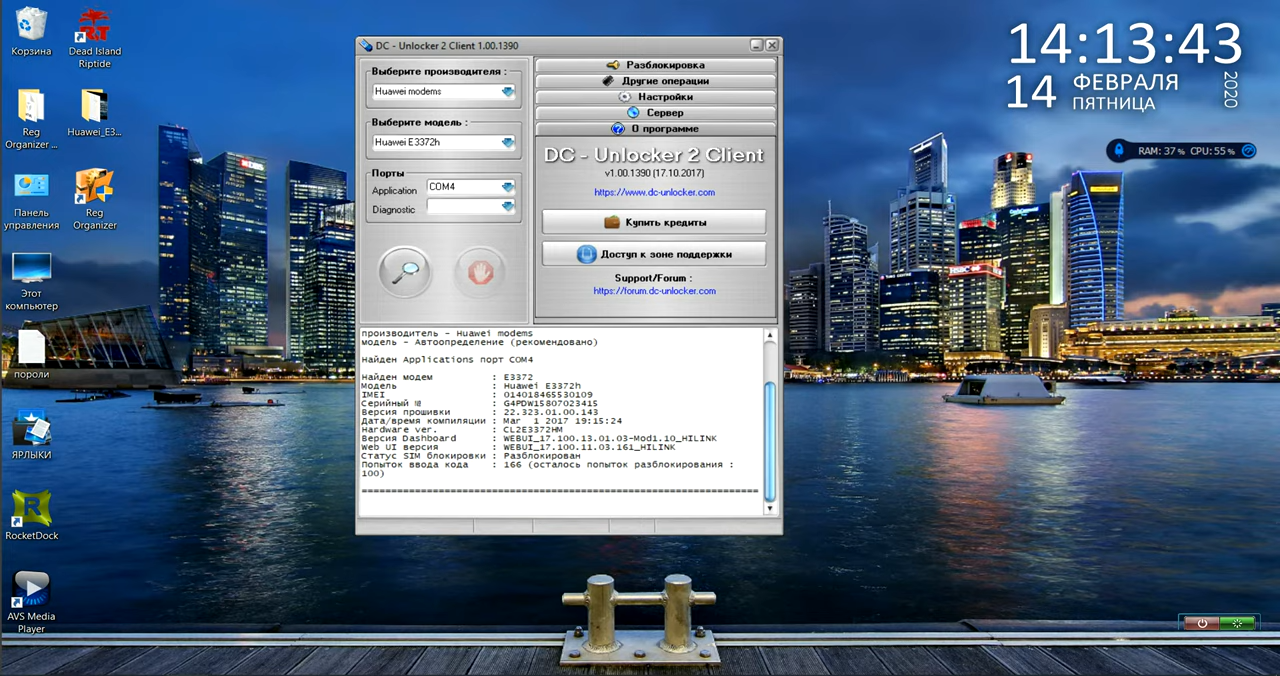 Корзина
Dead Island
Riptide
Reg
Organizer ...
Huawei_E3...
Панель
управления
Reg
Organizer
Этот
компьютер
пороли
ЯРЛЫКИ
RocketDock
AVS Media
Player
DC - Unlocker 2 Client 1.00.1390
Выберите производителя :
Huawei modems
Выберите модель :
Huawei E3372h
Порты
Application
COM4
Diagnostic
Разблокировка
Другие операции
Настройки
Сервер
О программе
DC - Unlocker 2 Client
v1.00.1390 (17.10.2017)
https://www.dc-unlocker.com
Купить кредиты
Доступ к зоне поддержки
Support/Forum :
https://forum.dc-unlocker.com
производитель - Huawei modems
модель - Автоопределение (рекомендовано)
Найден Applications порт COM4
Найден модем : E3372
Модель : Huawei E3372h
IMEI : 014018465530109
Серийный № : G4PDW15807023415
Версия прошивки : 22.323.01.00.143
Дата/время компиляции : Mar 1 2017 19:15:24
Hardware ver. : CL2E3372HM
Версия Dashboard : WEBUI_17.100.13.01.03-Mod1.10_HILINK
Web UI версия : WEBUI_17.100.11.03.161_HILINK
Статус SIM блокировки : Разблокирован
Попыток ввода кода : 166 (осталось попыток разблокирования :
100)
===================================================================
14:13:43
14 ФЕВРАЛЯ
ПЯТНИЦА
2020
RAM: 37 % CPU: 55 %
HSBC